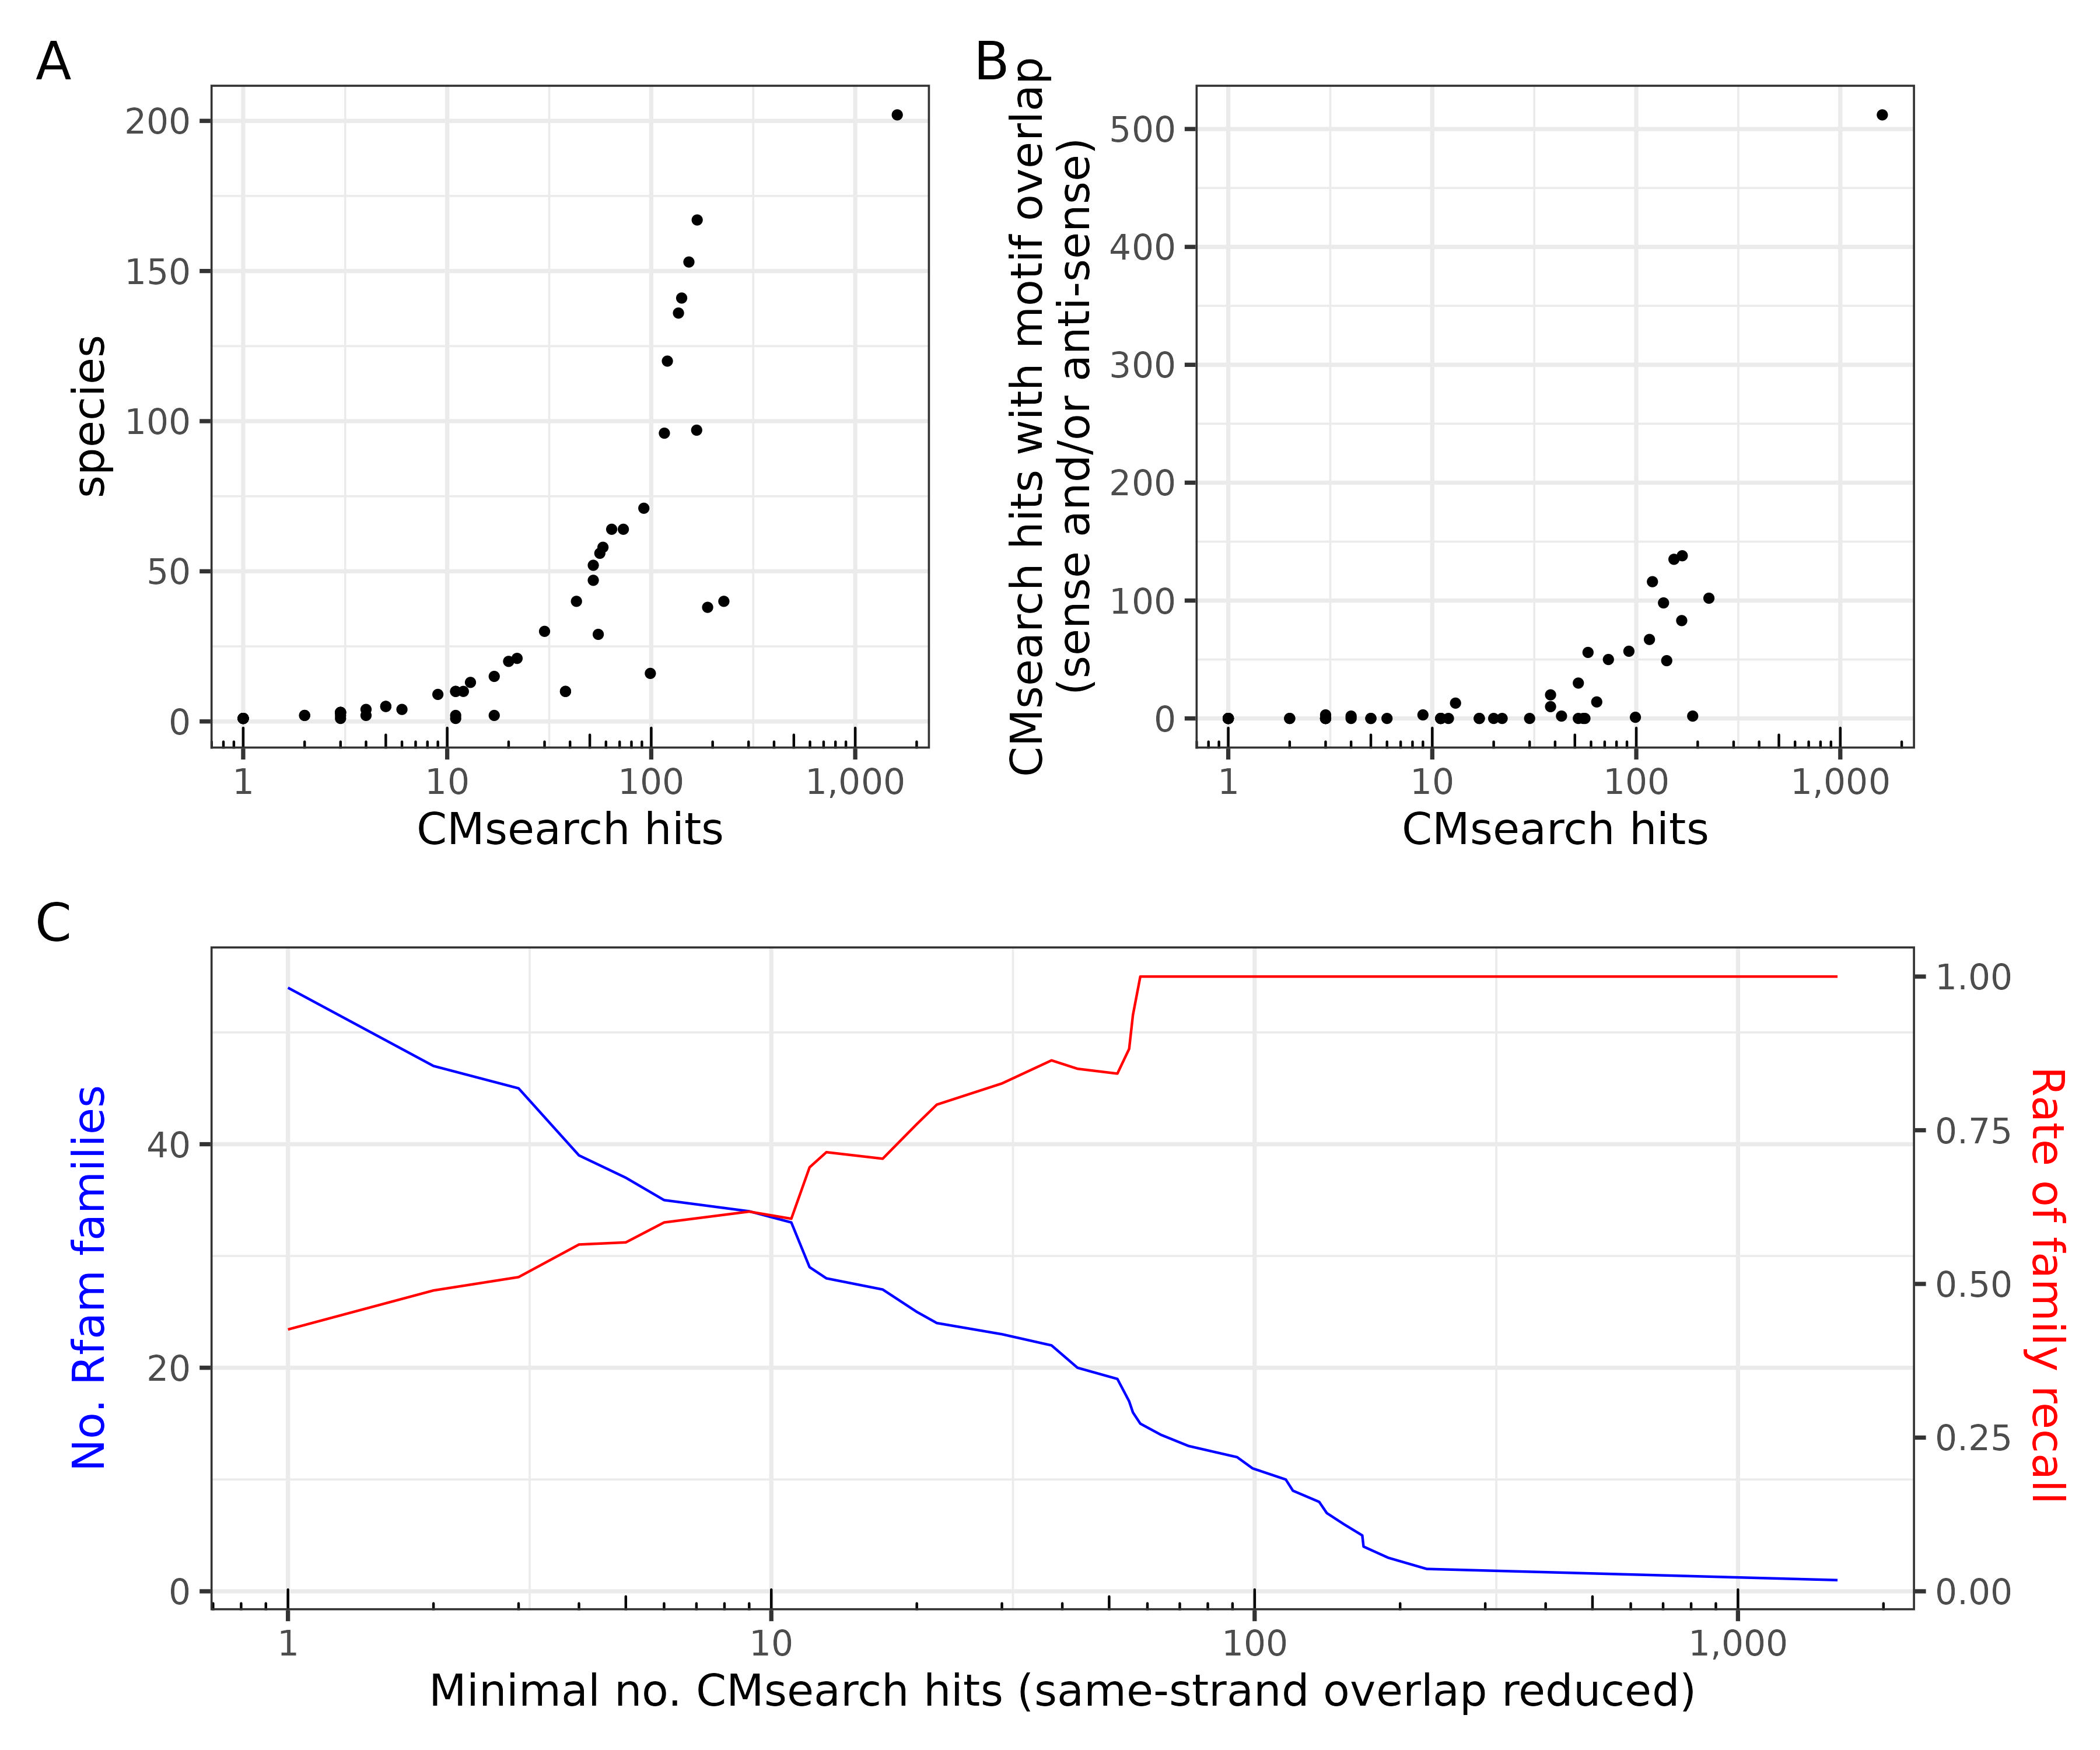 A
species
200
150
100
50
0
1 10 100 1,000
CMsearch hits
B
CMsearch hits with motif overlap
(sense and/or anti-sense)
500
400
300
200
100
0
1 10 100 1,000
CMsearch hits
C
No. Rfam families
40
20
0
1.00
0.75
0.50
0.25
0.00
Rate of family recall
1 10 100 1,000
Minimal no. CMsearch hits (same-strand overlap reduced)